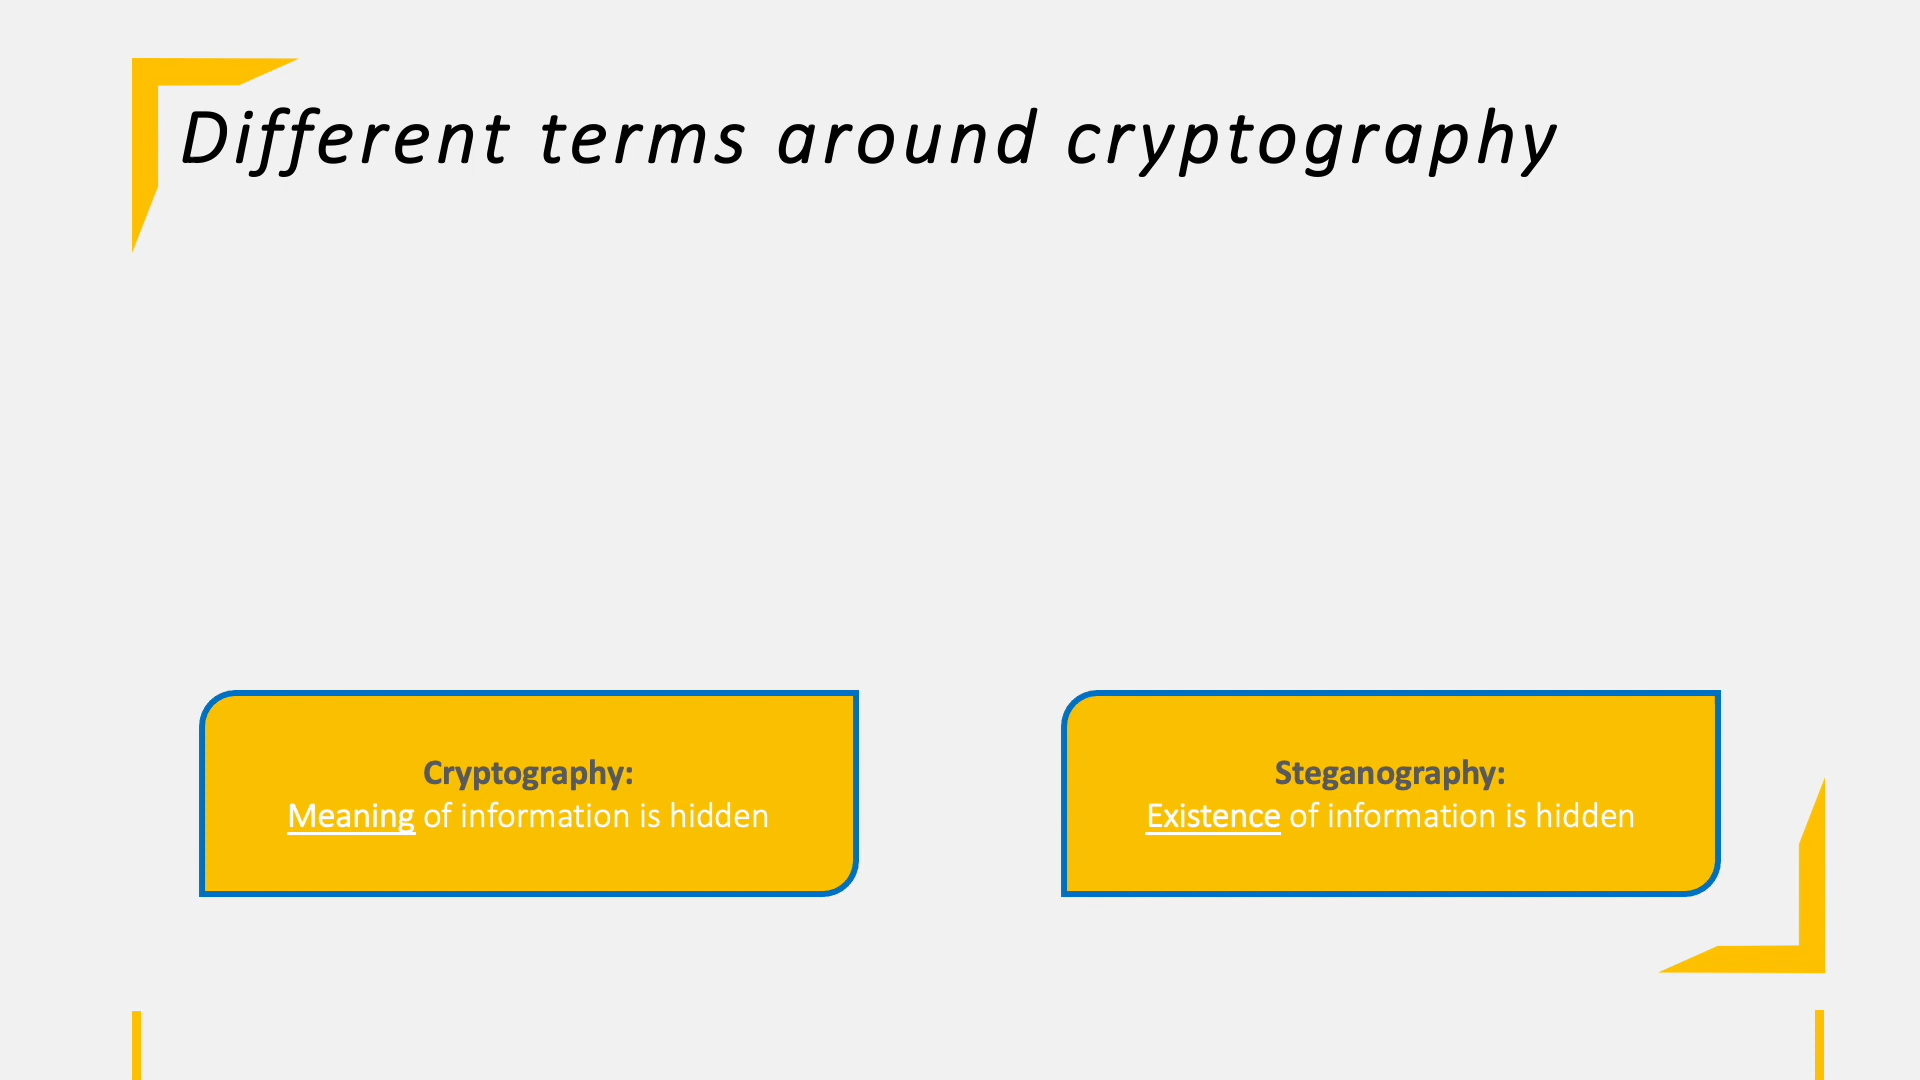 Different terms around cryptography
Cryptography:
Meaning of information is hidden
Steganography:
Existence of information is hidden